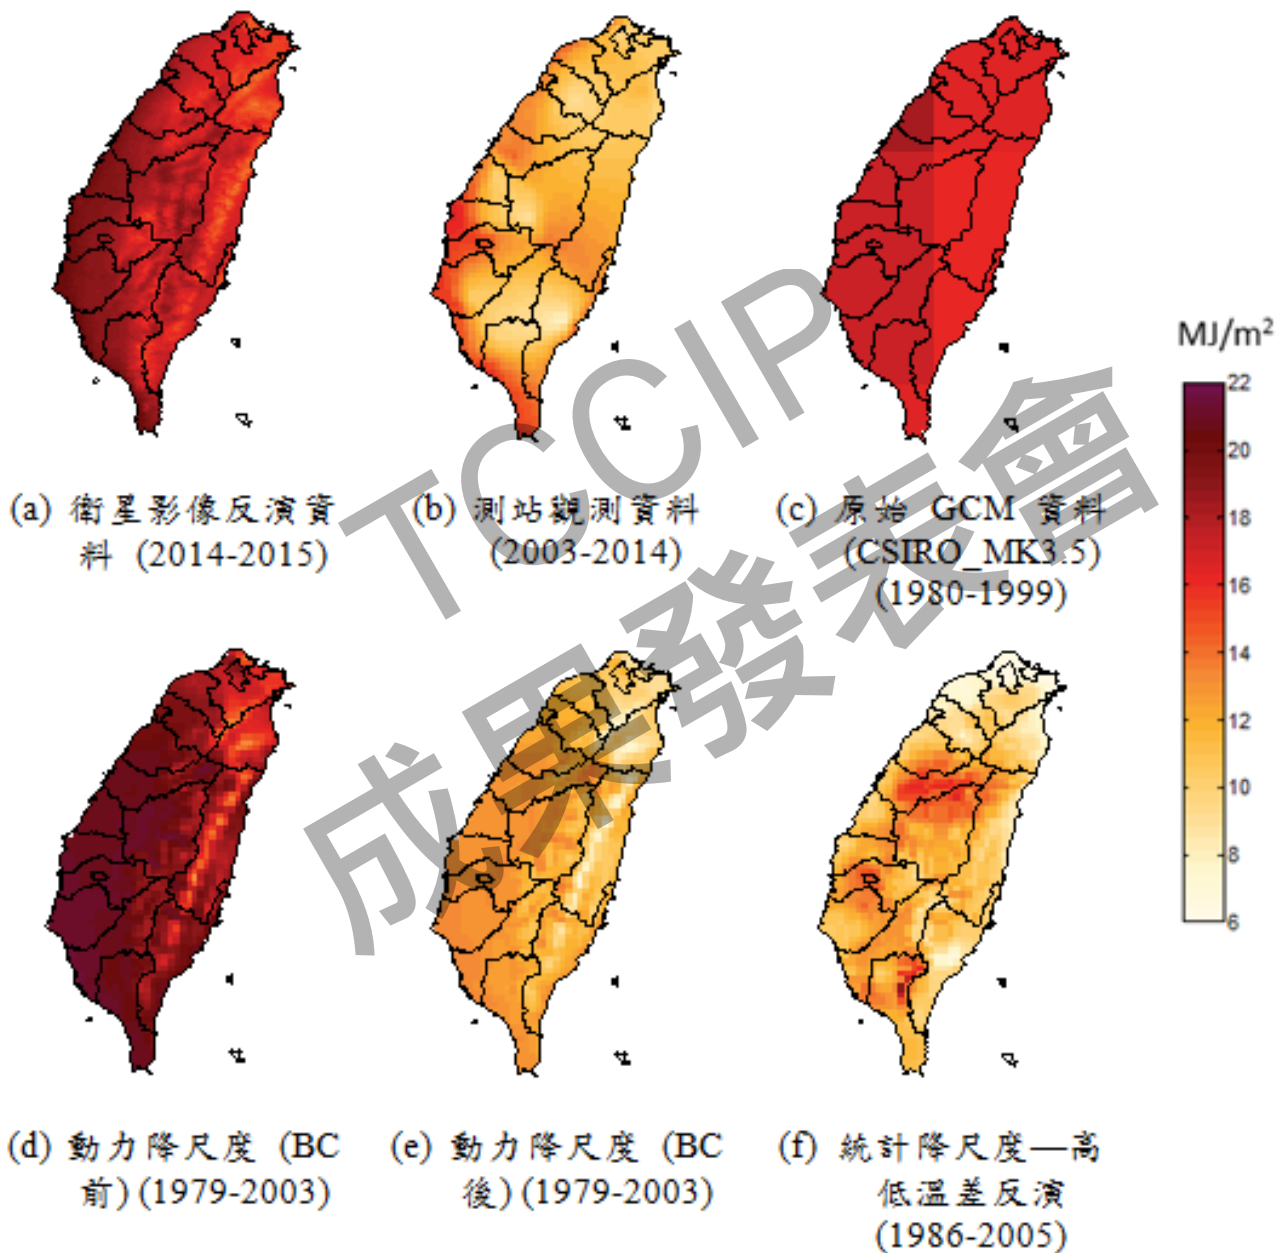 MJ/m²
22
20
18
16
14
12
10
8
6
(a) 衛星影像反演資
料 (2014-2015)
(b) 測站觀測資料
(2003-2014)
(c) 原始 GCM 資料
(CSIRO_MK3.5)
(1980-1999)
TCCIP
成果發表會
(d) 動力降尺度 (BC
前) (1979-2003)
(e) 動力降尺度 (BC
後) (1979-2003)
(f) 統計降尺度—高
低溫差反演
(1986-2005)